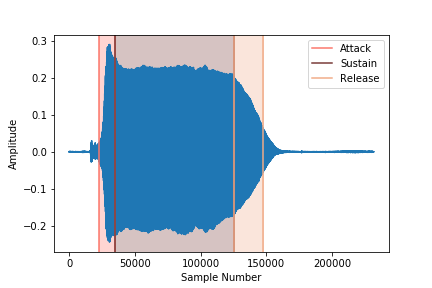 0.3
0.2
0.1
0.0
−0.1
−0.2
Amplitude
0
50000
100000
150000
200000
Sample Number
Attack
Sustain
Release